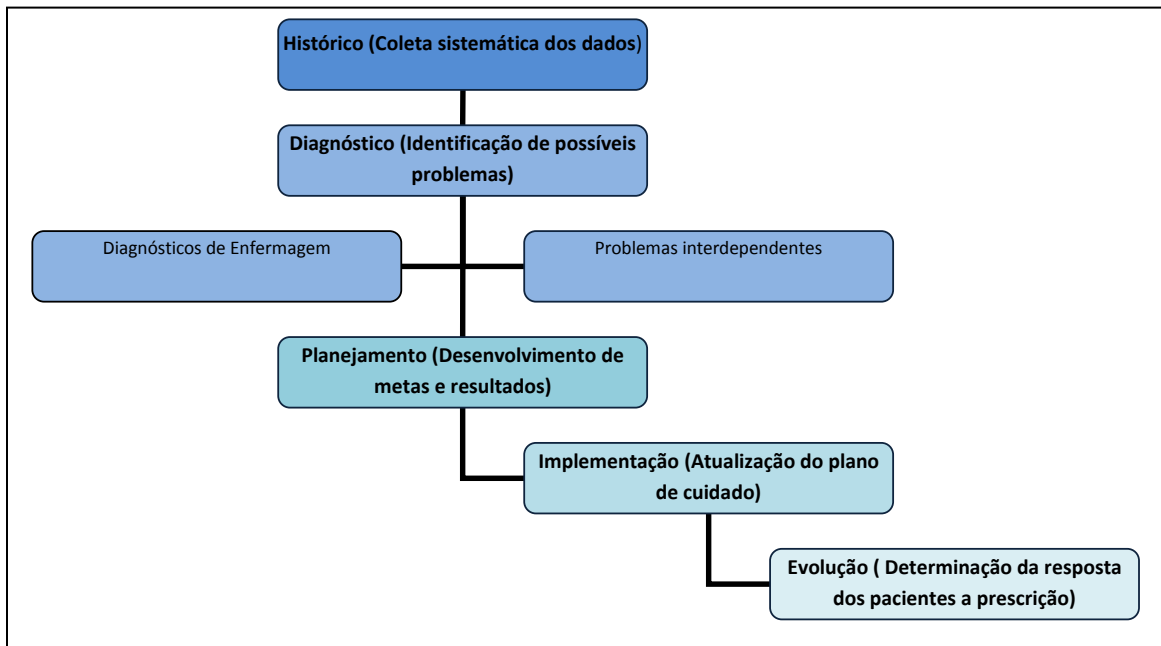 Histórico (Coleta sistemática dos dados)
Diagnóstico (Identificação de possíveis
problemas)
Diagnósticos de Enfermagem
Problemas interdependentes
Planejamento (Desenvolvimento de
metas e resultados)
Implementação (Atualização do plano
de cuidado)
Evolução ( Determinação da resposta
dos pacientes a prescrição)